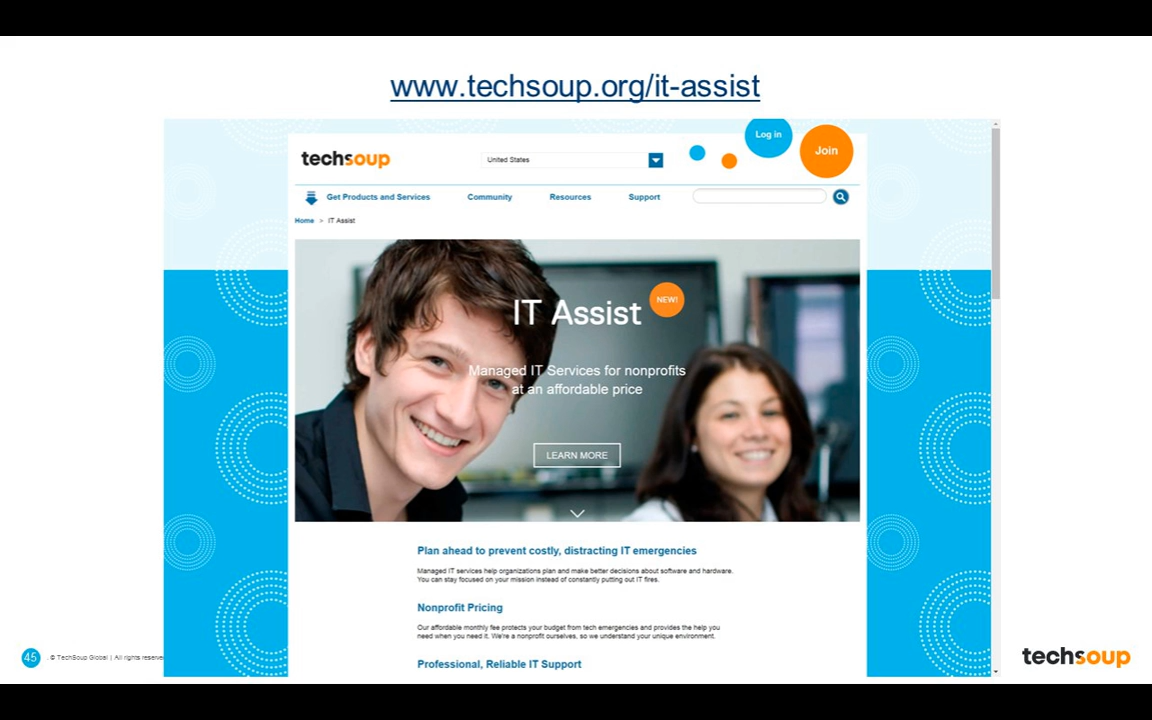 www.techsoup.org/it-assist
Log in
Join
techsoup
United States
Get Products and Services
Community
Resources
Support
Home > IT Assist
IT Assist
NEW!
Managed IT Services for nonprofits
at an affordable price
LEARN MORE
Plan ahead to prevent costly, distracting IT emergencies
Managed IT services help organizations plan and make better decisions about software and hardware.
You can stay focused on your mission instead of constantly putting out IT fires.
Nonprofit Pricing
Our affordable monthly fee protects your budget from tech emergencies and provides the help you
need when you need it. We're a nonprofit ourselves, so we understand your unique environment.
Professional, Reliable IT Support
45
© TechSoup Global | All rights reserve
techsoup